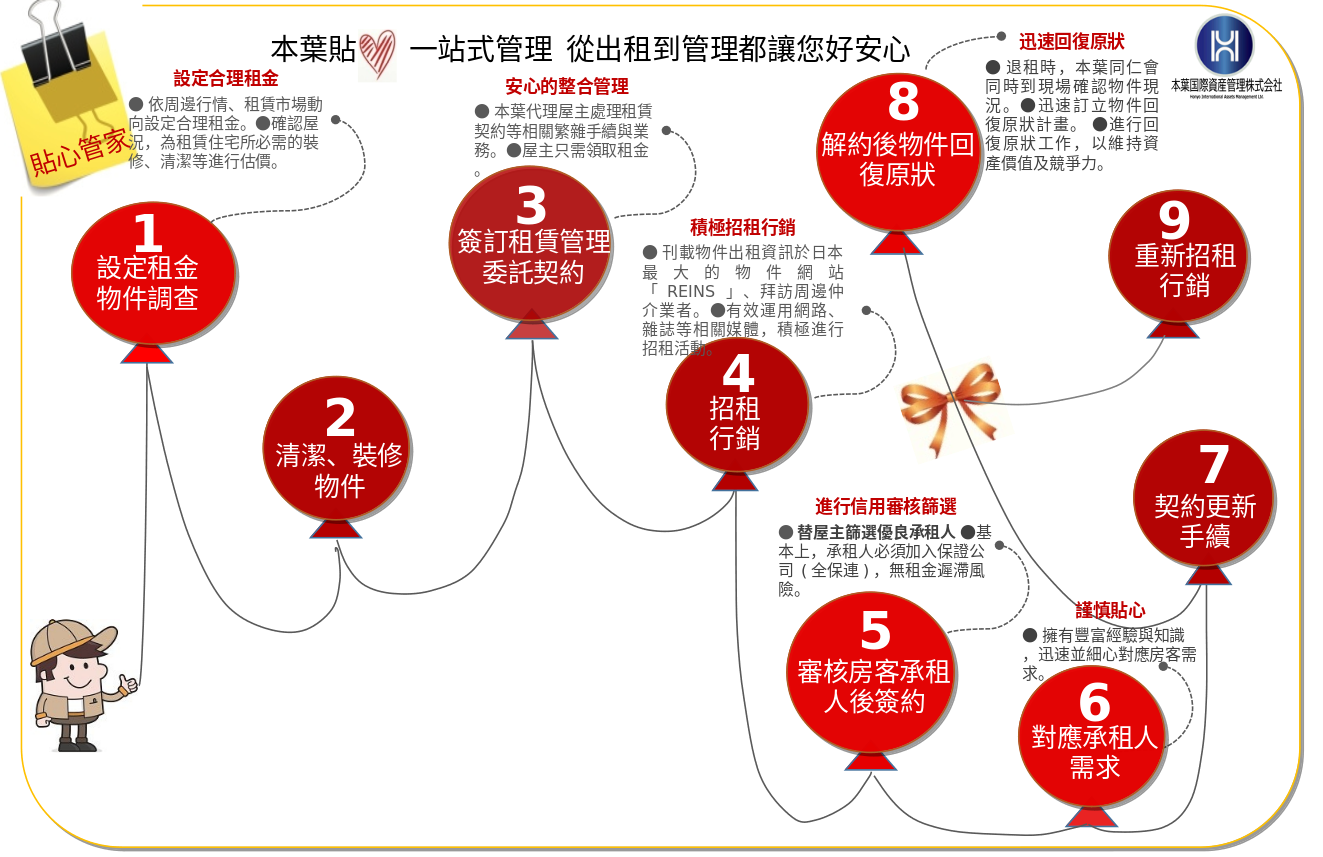 本葉貼 一站式管理 從出租到管理都讓您好安心
貼心管家
本葉国際資産管理株式会社
Honyo International Assets Management Ltd.
設定合理租金
● 依周邊行情、租賃市場動
向設定合理租金。●確認屋
況，為租賃住宅所必需的裝
修、清潔等進行估價。
1
設定租金
物件調查
2
清潔、裝修
物件
安心的整合管理
● 本葉代理屋主處理租賃
契約等相關繁雜手續與業
務。●屋主只需領取租金
。
3
簽訂租賃管理
委託契約
積極招租行銷
● 刊載物件出租資訊於日本
最大的物件網站
「 REINS 」、拜訪周邊仲
介業者。●有效運用網路、
雜誌等相關媒體，積極進行
招租活動。
4
招租
行銷
進行信用審核篩選
● 替屋主篩選優良承租人 ●基
本上，承租人必須加入保證公
司 ( 全保連 ) ，無租金遲滯風
險。
5
審核房客承租
人後簽約
謹慎貼心
● 擁有豐富經驗與知識
，迅速並細心對應房客需
求。
6
對應承租人
需求
7
契約更新
手續
迅速回復原狀
● 退租時，本葉同仁會
同時到現場確認物件現
況。●迅速訂立物件回
復原狀計畫。 ●進行回
復原狀工作，以維持資
產價值及競爭力。
8
解約後物件回
復原狀
9
重新招租
行銷